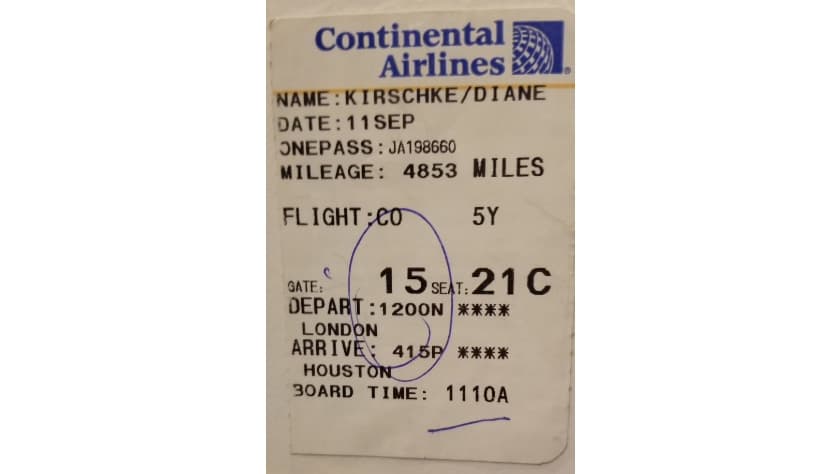 Continental
Airlines
NAME:KIRSCHKE/DIANE
DATE:11SEP
ONEPASS:JA198660
MILEAGE: 4853 MILES
FLIGHT:CO 5Y
GATE: 15 SEAT: 21C
DEPART:1200N ****
LONDON
ARRIVE: 415P ****
HOUSTON
BOARD TIME: 1110A